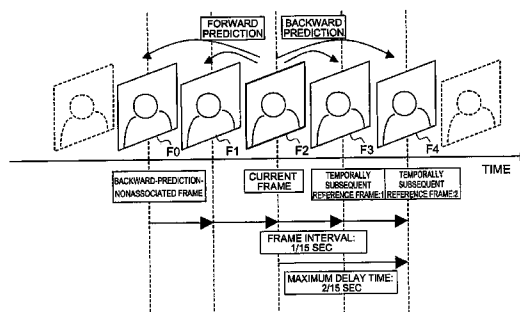 FORWARD
PREDICTION
BACKWARD
PREDICTION
F0
F1
F2
F3
F4
TIME
BACKWARD-PREDICTION-
NONASSOCIATED FRAME
CURRENT
FRAME
TEMPORALLY
SUBSEQUENT
REFERENCE FRAME:1
TEMPORALLY
SUBSEQUENT
REFERENCE FRAME:2
FRAME INTERVAL:
1/15 SEC
MAXIMUM DELAY TIME:
2/15 SEC